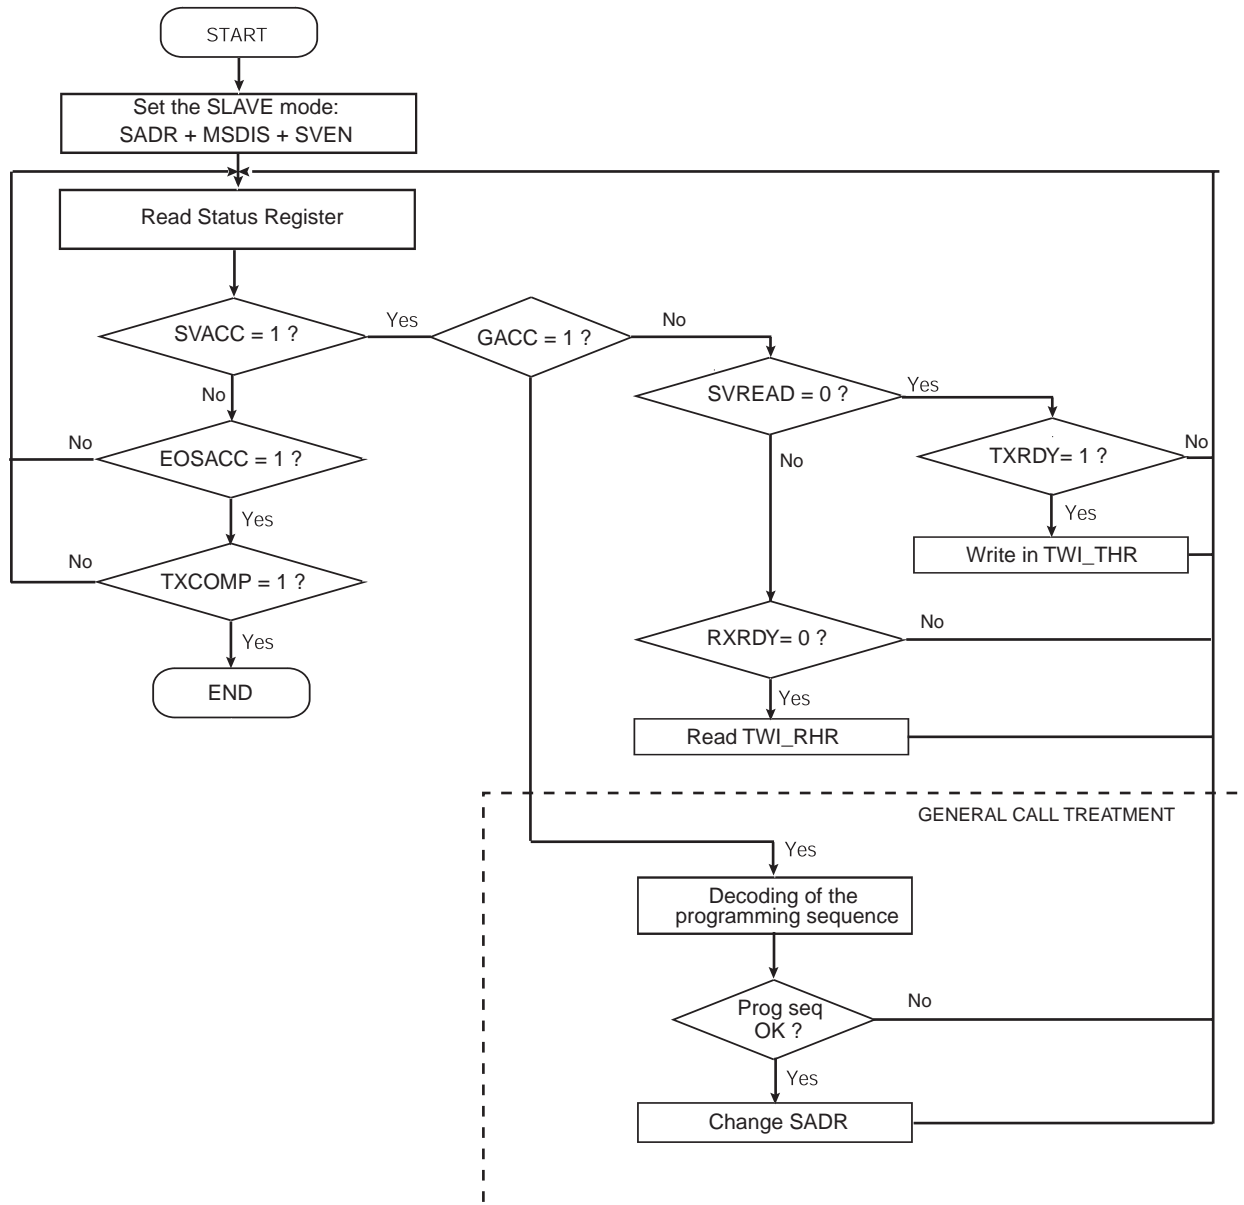 START
Set the SLAVE mode:
SADR + MSDIS + SVEN
Read Status Register
SVACC = 1 ?
Yes
GACC = 1 ?
No
SVREAD = 0 ?
Yes
No
EOSACC = 1 ?
No
No
TXRDY= 1 ?
No
Yes
Yes
Write in TWI_THR
TXCOMP = 1 ?
No
Yes
END
RXRDY= 0 ?
No
Yes
Read TWI_RHR
GENERAL CALL TREATMENT
Yes
Decoding of the
programming sequence
Prog seq
OK ?
No
Yes
Change SADR